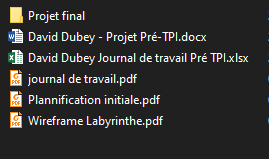 Projet final
David Dubey - Projet Pré-TPI.docx
David Dubey Journal de travail Pré TPI.xlsx
journal de travail.pdf
Plannification initiale.pdf
Wireframe Labyrinthe.pdf